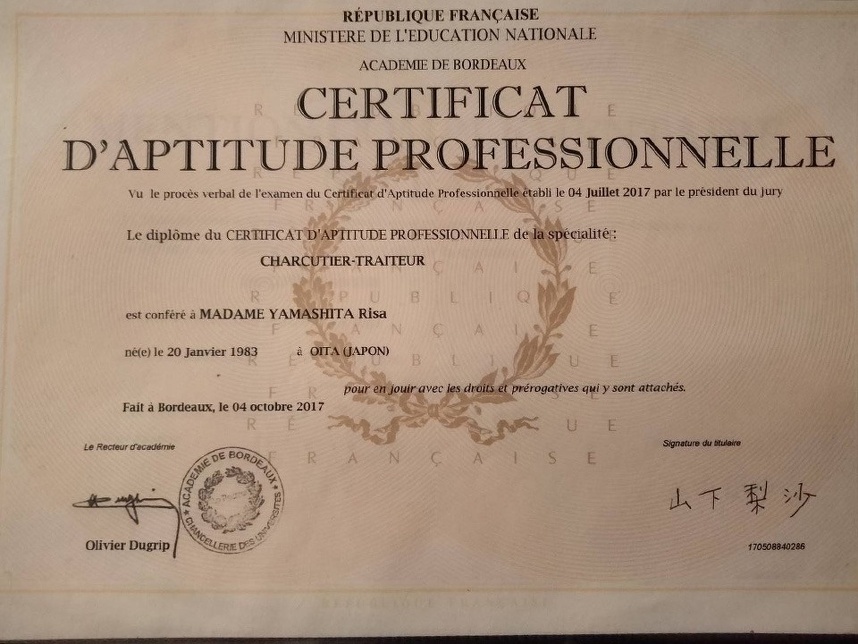 RÉPUBLIQUE FRANÇAISE
MINISTERE DE L'EDUCATION NATIONALE
ACADEMIE DE BORDEAUX
CERTIFICAT
D'APTITUDE PROFESSIONNELLE
Vu le procès verbal de l'examen du Certificat d'Aptitude Professionnelle établi le 04 Juillet 2017 par le président du jury
Le diplôme du CERTIFICAT D'APTITUDE PROFESSIONNELLE de la spécialité :
CHARCUTIER-TRAITEUR
est conféré à MADAME YAMASHITA Risa
né(e) le 20 Janvier 1983 à OITA (JAPON)
pour en jouir avec les droits et prérogatives qui y sont attachés.
Fait à Bordeaux, le 04 octobre 2017
Le Recteur d'académie
Signature du titulaire
ACADEMIE DE BORDEAUX
CHANCELLERIE DES UNIVERSITES
山下 梨沙
Olivier Dugrip
170508840286